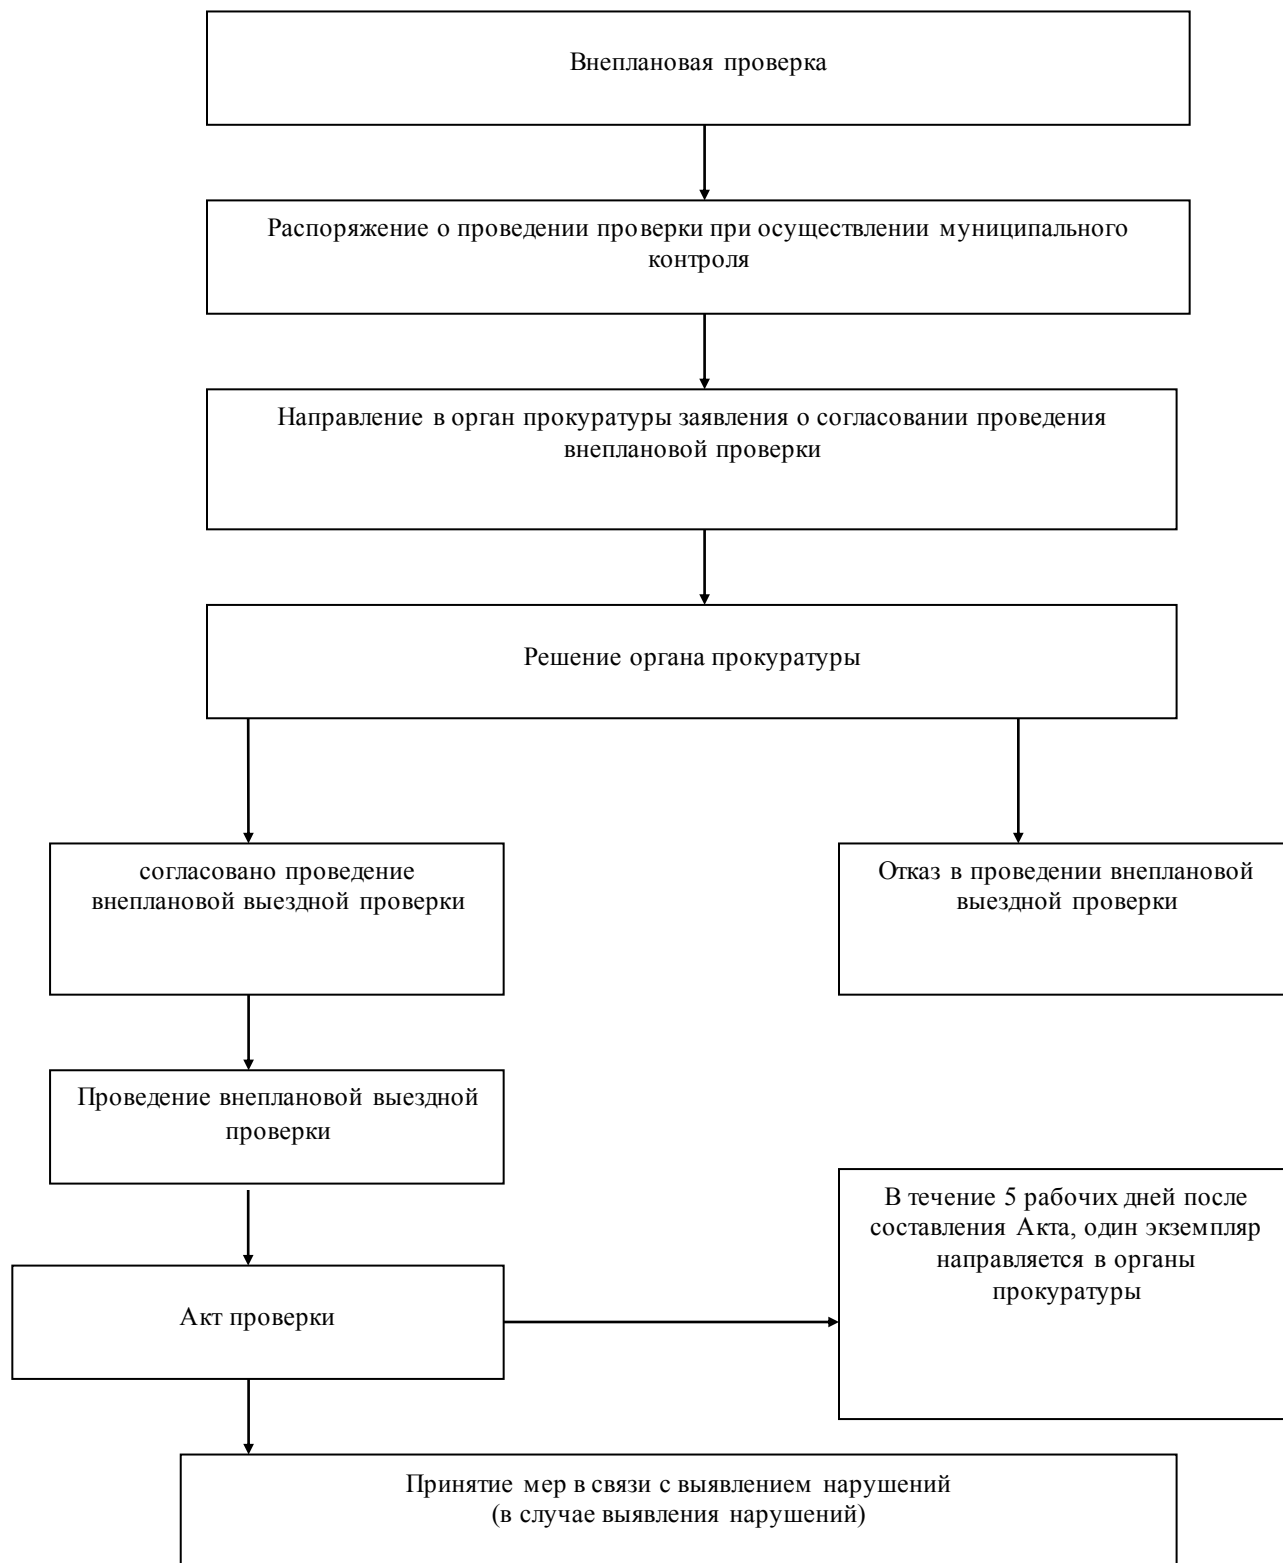 Внеплановая проверка
Распоряжение о проведении проверки при осуществлении муниципального
контроля
Направление в орган прокуратуры заявления о согласовании проведения
внеплановой проверки
Решение органа прокуратуры
согласовано проведение
внеплановой выездной проверки
Отказ в проведении внеплановой
выездной проверки
Проведение внеплановой выездной
проверки
В течение 5 рабочих дней после
составления Акта, один экземпляр
направляется в органы
прокуратуры
Акт проверки
Принятие мер в связи с выявлением нарушений
(в случае выявления нарушений)